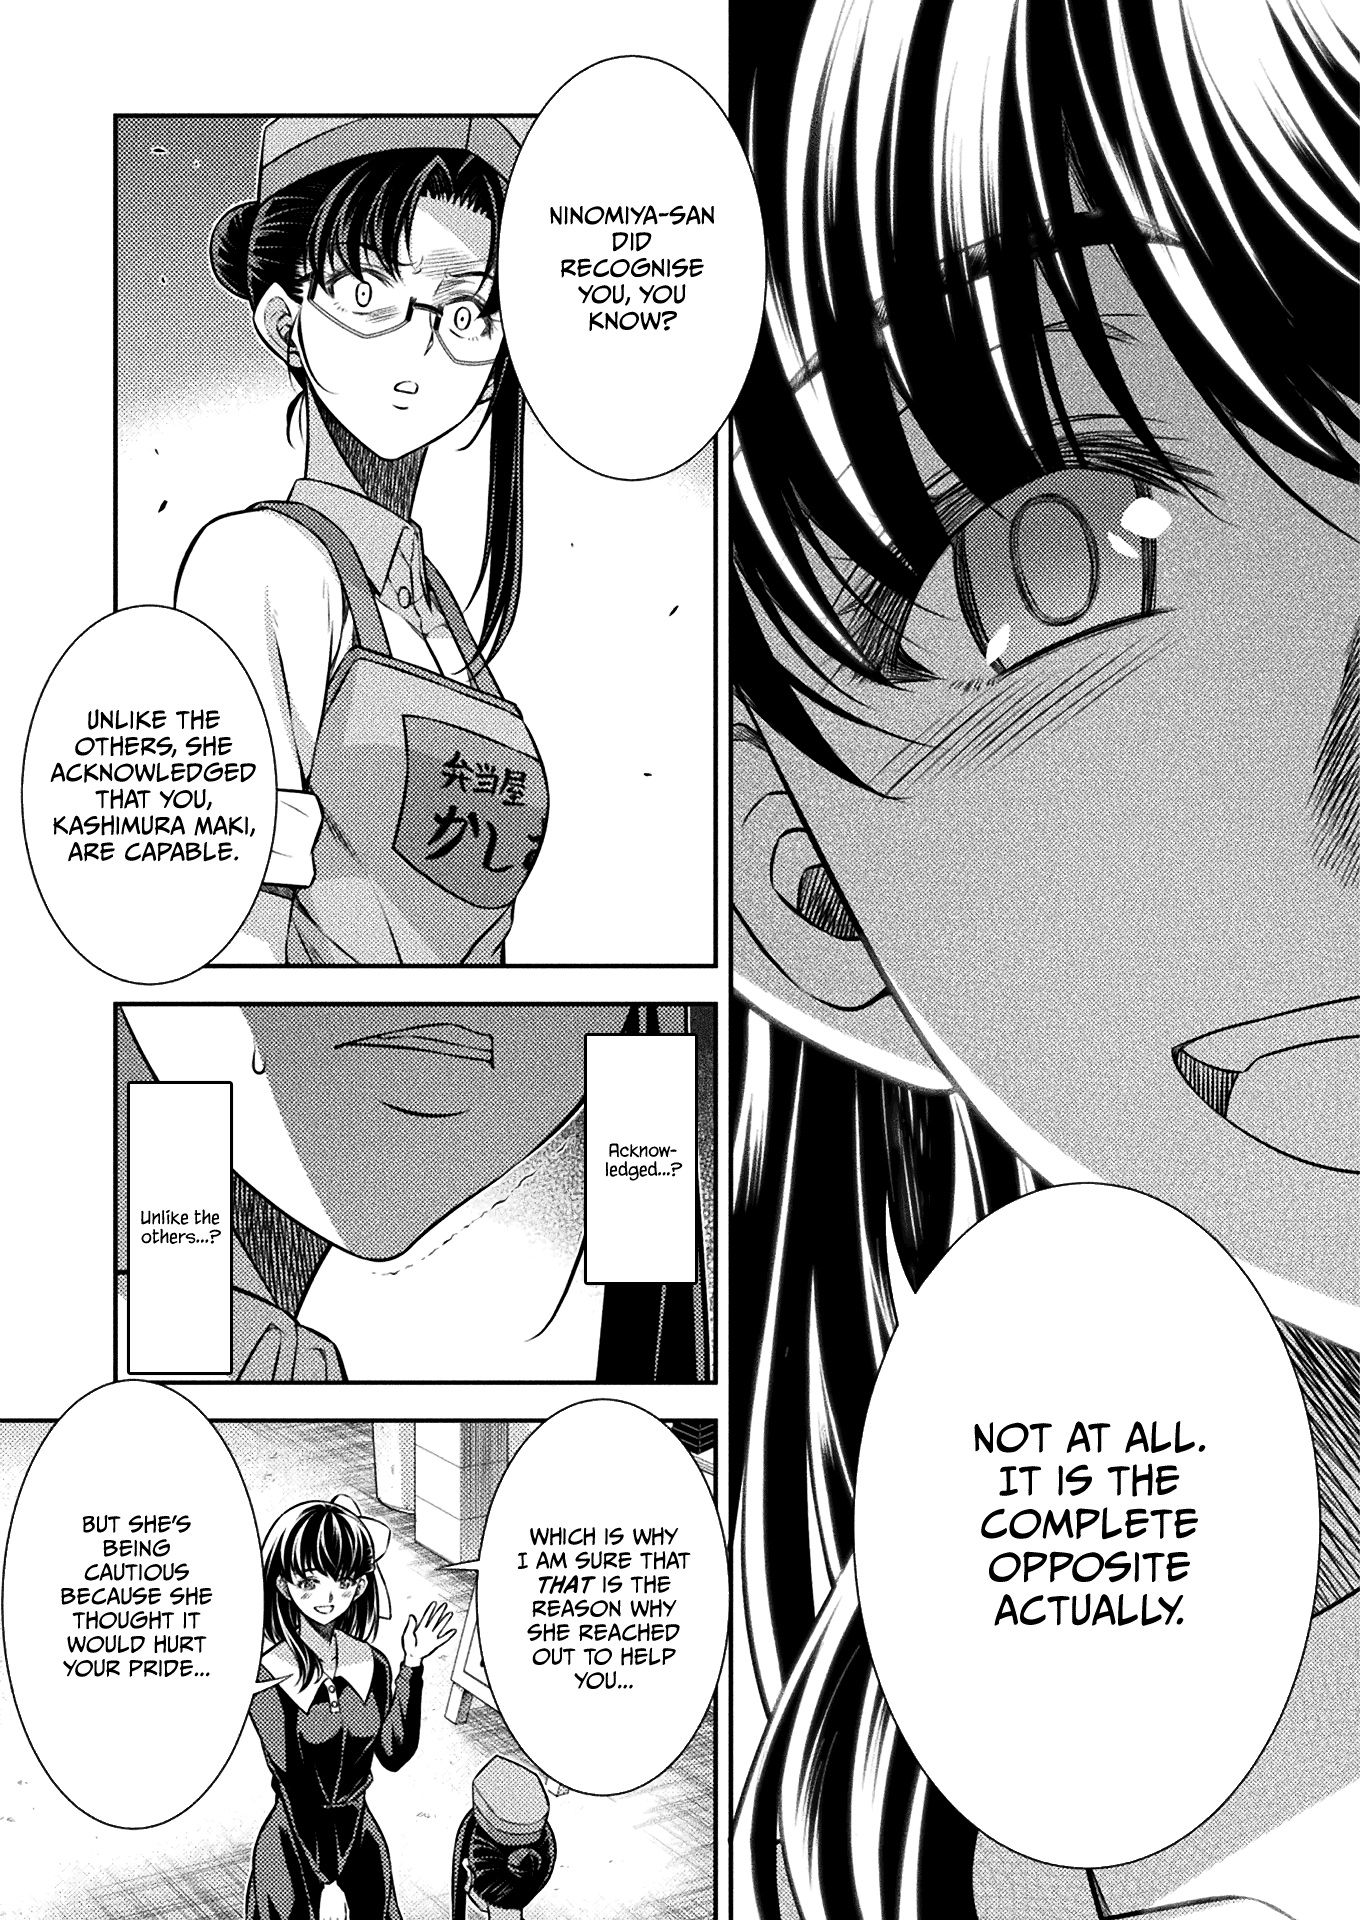 NOT AT ALL.
IT IS THE
COMPLETE
OPPOSITE
ACTUALLY.
NINOMIYA-SAN
DID
RECOGNISE
YOU, YOU
KNOW?
UNLIKE THE
OTHERS, SHE
ACKNOWLEDGED
THAT YOU,
KASHIMURA MAKI,
ARE CAPABLE.
弁当屋
かし
Acknow-
ledged...?
Unlike the
others...?
WHICH IS WHY
I AM SURE THAT
THAT IS THE
REASON WHY
SHE REACHED
OUT TO HELP
YOU...
BUT SHE'S
BEING
CAUTIOUS
BECAUSE SHE
THOUGHT IT
WOULD HURT
YOUR PRIDE...